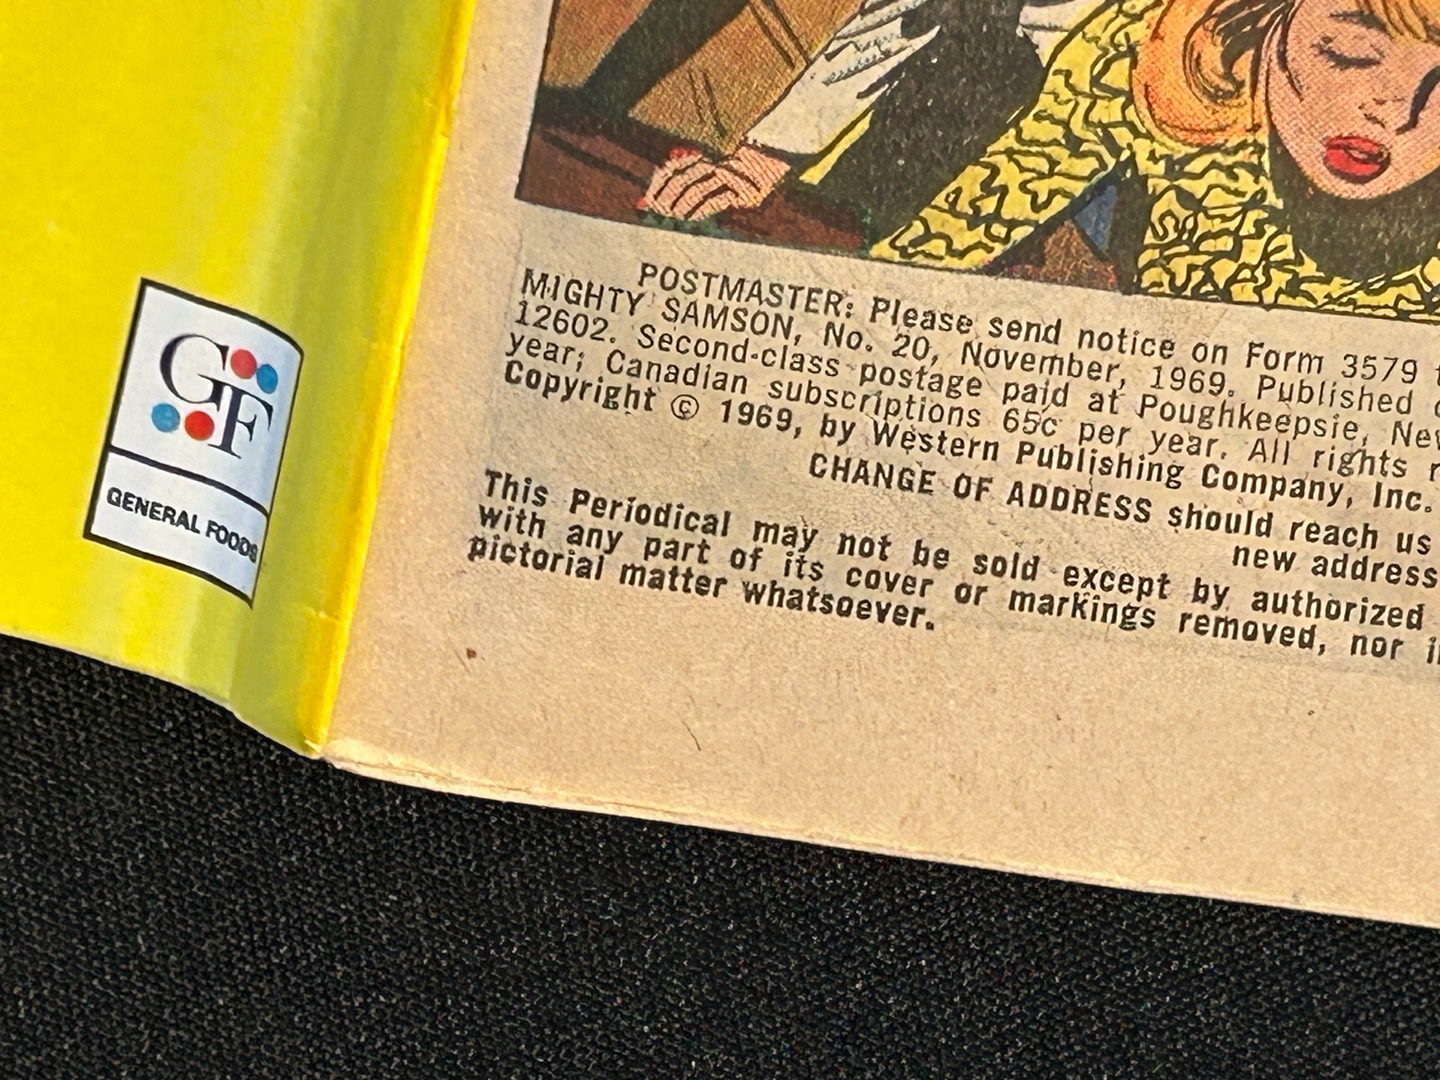 GF
GENERAL FOODS
POSTMASTER: Please send notice on Form 3579
MIGHTY SAMSON, No. 20, November, 1969. Published
12602. Second-class postage paid at Poughkeepsie,
year; Canadian subscriptions 65c per year. All rights
Copyright © 1969, by Western Publishing Company, Inc.
CHANGE OF ADDRESS should reach us
new address
This Periodical may not be sold except by authorized
with any part of its cover or markings removed, nor
pictorial matter whatsoever.